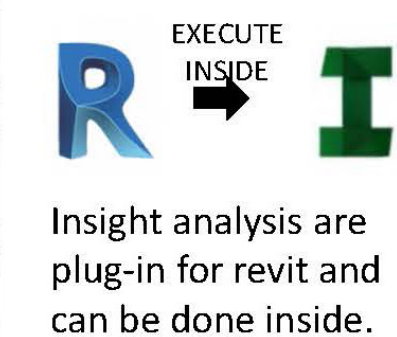 EXECUTE
INSIDE
R
I
Insight analysis are
plug-in for revit and
can be done inside.